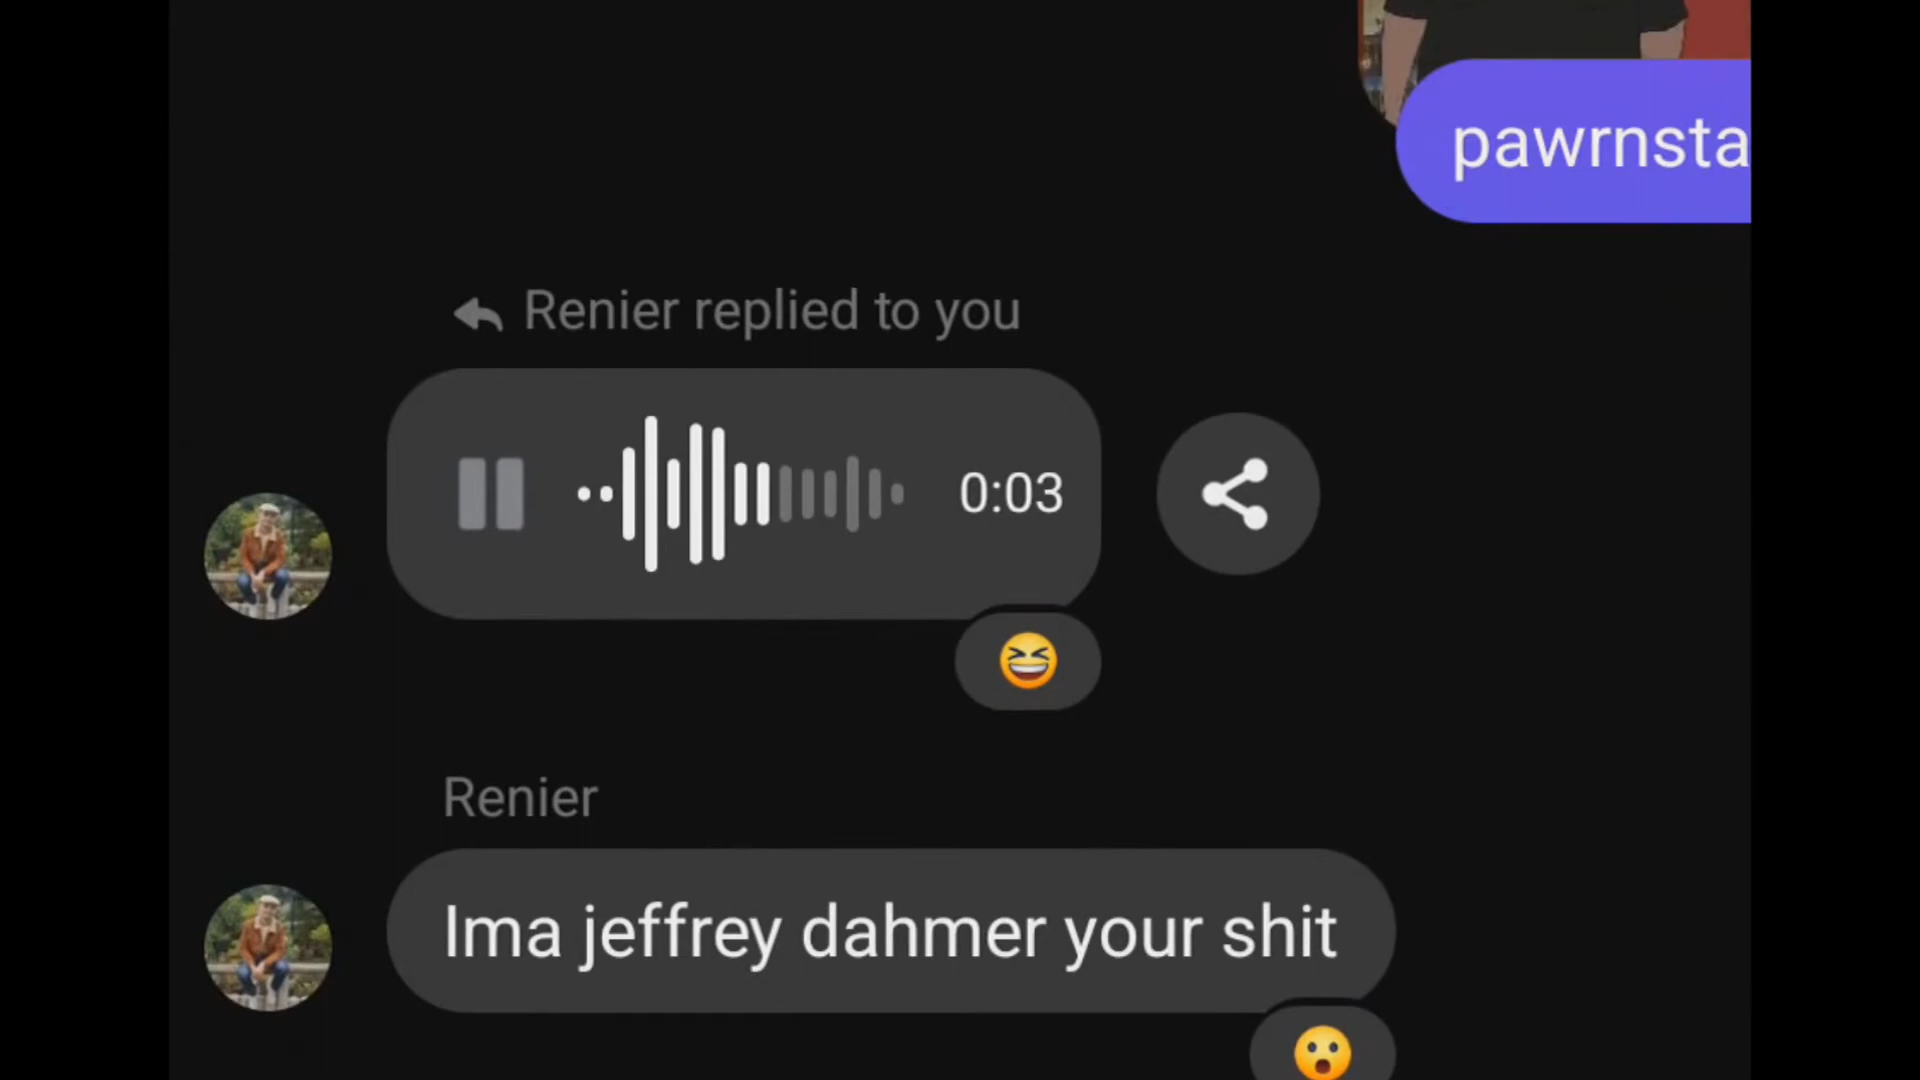 pawrnsta
Renier replied to you
0:03
Renier
Ima jeffrey dahmer your shit